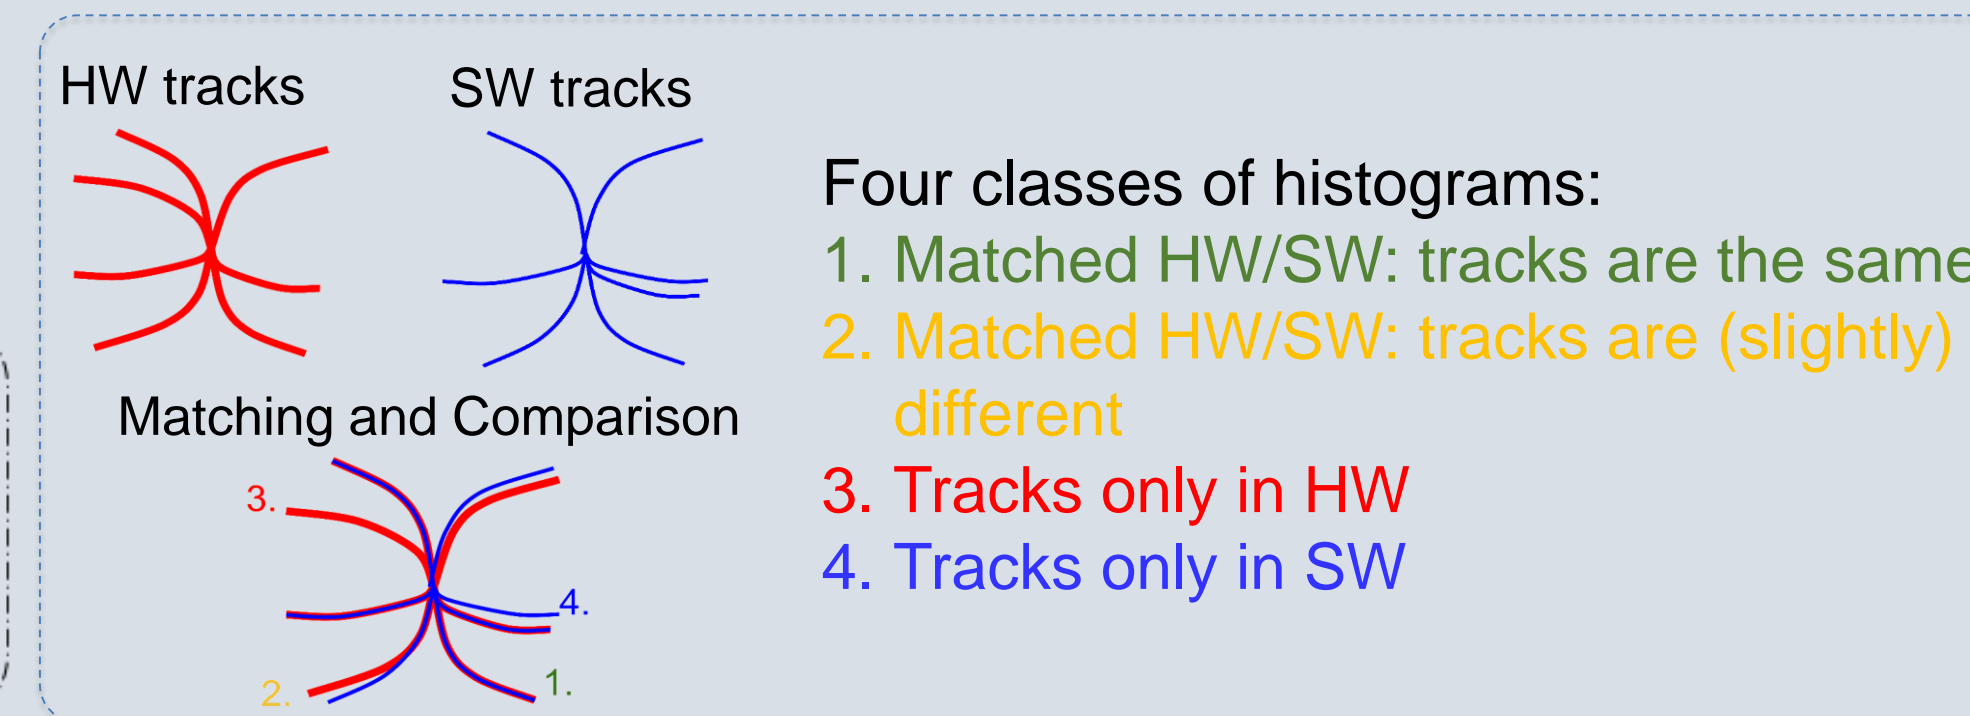 HW tracks
SW tracks
Matching and Comparison
3.
4.
2.
1.
Four classes of histograms:
1. Matched HW/SW: tracks are the same
2. Matched HW/SW: tracks are (slightly)
different
3. Tracks only in HW
4. Tracks only in SW